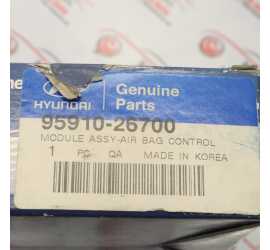 HYUNDAI
Genuine
Parts
95910-26700
MODULE ASSY-AIR BAG CONTROL
1 PC QA MADE IN KOREA